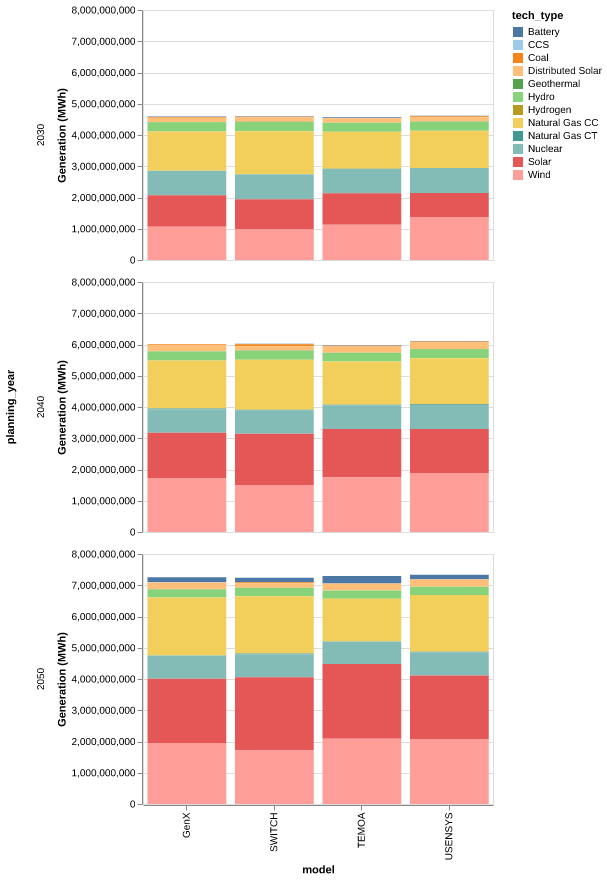 tech_type
Battery
CCS
Coal
Distributed Solar
Geothermal
Hydro
Hydrogen
Natural Gas CC
Natural Gas CT
Nuclear
Solar
Wind
planning_year
2030
Generation (MWh)
8,000,000,000
7,000,000,000
6,000,000,000
5,000,000,000
4,000,000,000
3,000,000,000
2,000,000,000
1,000,000,000
0
2040
Generation (MWh)
8,000,000,000
7,000,000,000
6,000,000,000
5,000,000,000
4,000,000,000
3,000,000,000
2,000,000,000
1,000,000,000
0
2050
Generation (MWh)
8,000,000,000
7,000,000,000
6,000,000,000
5,000,000,000
4,000,000,000
3,000,000,000
2,000,000,000
1,000,000,000
0
GenX
SWITCH
TEMOA
USENSYS
model